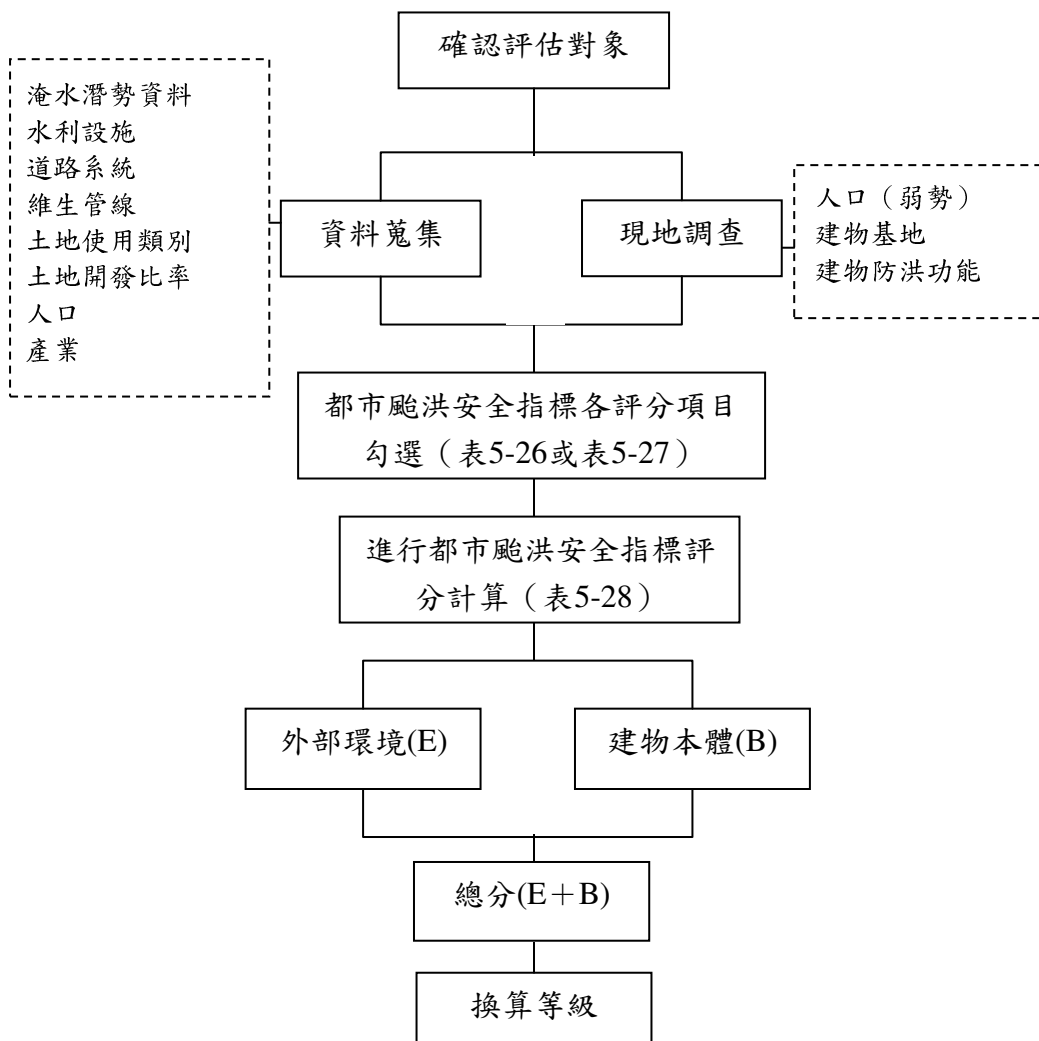 確認評估對象
淹水潛勢資料
水利設施
道路系統
維生管線
土地使用類別
土地開發比率
人口
產業
資料蒐集
現地調查
人口（弱勢）
建物基地
建物防洪功能
都市颱洪安全指標各評分項目
勾選（表5-26或表5-27）
進行都市颱洪安全指標評
分計算（表5-28）
外部環境(E)
建物本體(B)
總分(E＋B)
換算等級